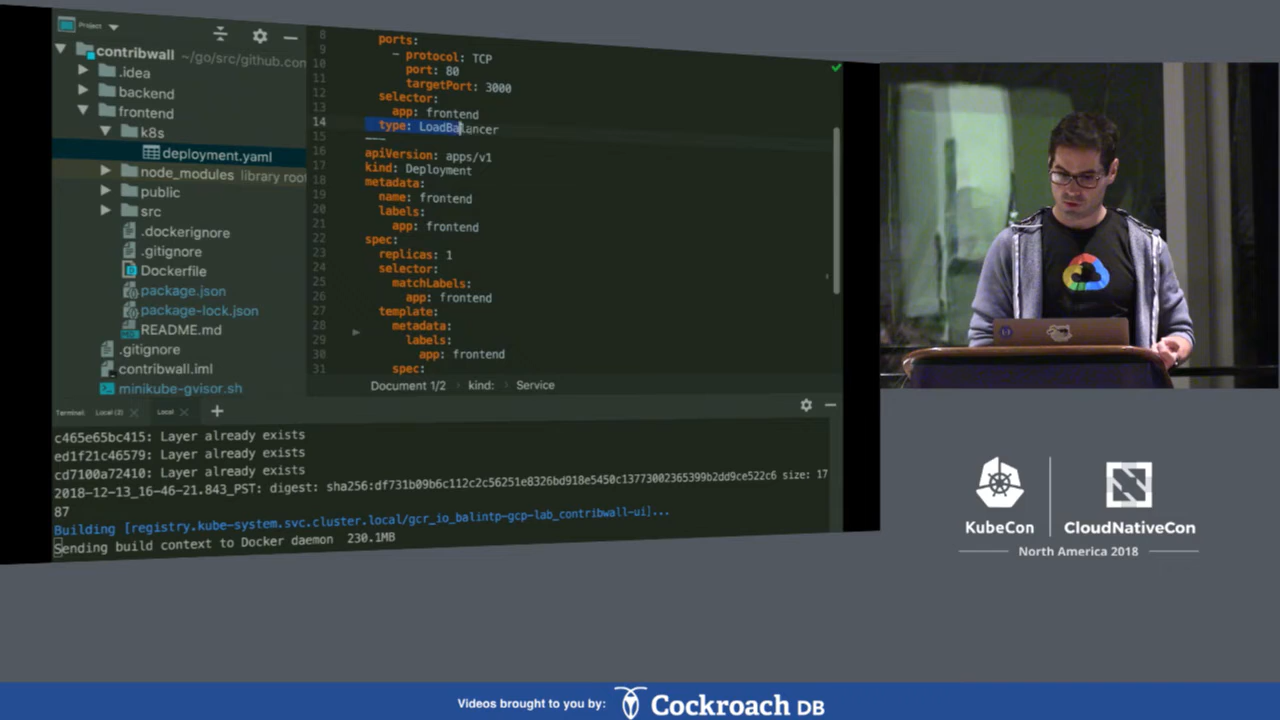 Project
contribwall ~/go/src/github.com
.idea
backend
frontend
k8s
deployment.yaml
node_modules library root
public
src
.dockerignore
.gitignore
Dockerfile
package.json
package-lock.json
README.md
.gitignore
contribwall.iml
minikube-gvisor.sh
8 ports:
9 - protocol: TCP
10 port: 80
11 targetPort: 3000
12 selector:
13 app: frontend
14 type: LoadBalancer
15 ---
16 apiVersion: apps/v1
17 kind: Deployment
18 metadata:
19 name: frontend
20 labels:
21 app: frontend
22 spec:
23 replicas: 1
24 selector:
25 matchLabels:
26 app: frontend
27 template:
28 metadata:
29 labels:
30 app: frontend
31 spec:
Document 1/2 › kind: › Service
Terminal: Local (2) × Local × +
c465e65bc415: Layer already exists
ed1f21c46579: Layer already exists
cd7100a72410: Layer already exists
2018-12-13_16-46-21.843_PST: digest: sha256:df731b09b6c112c2c56251e8326bd918e5450c13773002365399b2dd9ce522c6 size: 17
87
Building [registry.kube-system.svc.cluster.local/gcr_io_balintp-gcp-lab_contribwall-ui]...
Sending build context to Docker daemon 230.1MB
KubeCon
CloudNativeCon
North America 2018
Videos brought to you by: Cockroach DB